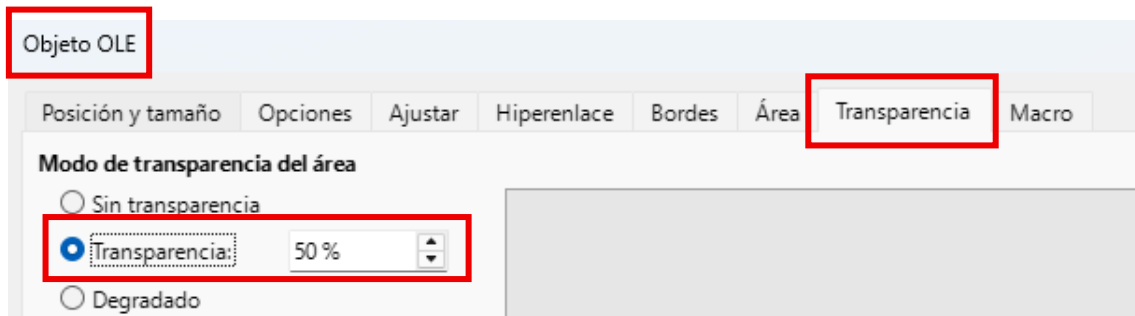 Objeto OLE
Posición y tamaño Opciones Ajustar Hiperenlace Bordes Área Transparencia Macro
Modo de transparencia del área
Sin transparencia
Transparencia: 50 %
Degradado